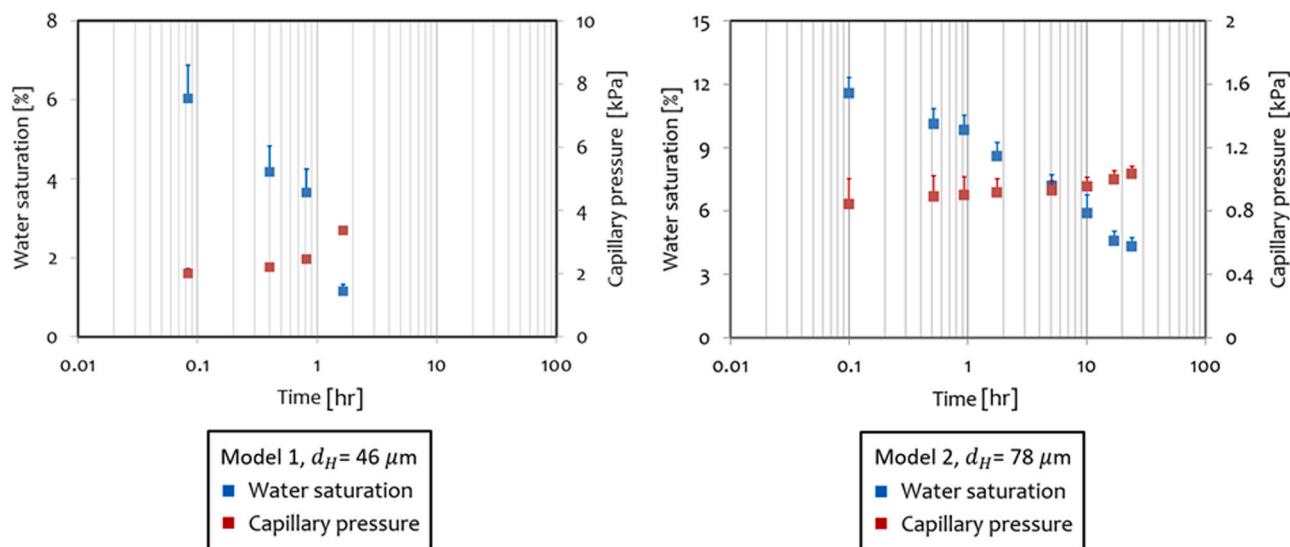 8
6
4
2
0
Water saturation [%]
10
8
6
4
2
0
Capillary pressure [kPa]
0.01 0.1 1 10 100
Time [hr]
Model 1, d_H= 46 μm
Water saturation
Capillary pressure
15
12
9
6
3
0
Water saturation [%]
2
1.6
1.2
0.8
0.4
0
Capillary pressure [kPa]
0.01 0.1 1 10 100
Time [hr]
Model 2, d_H= 78 μm
Water saturation
Capillary pressure